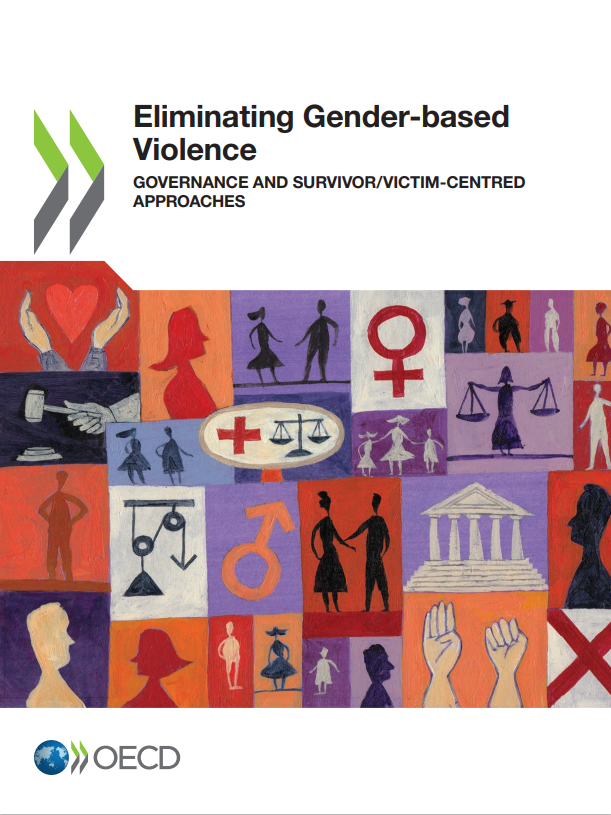 Eliminating Gender-based
Violence
GOVERNANCE AND SURVIVOR/VICTIM-CENTRED
APPROACHES
OECD